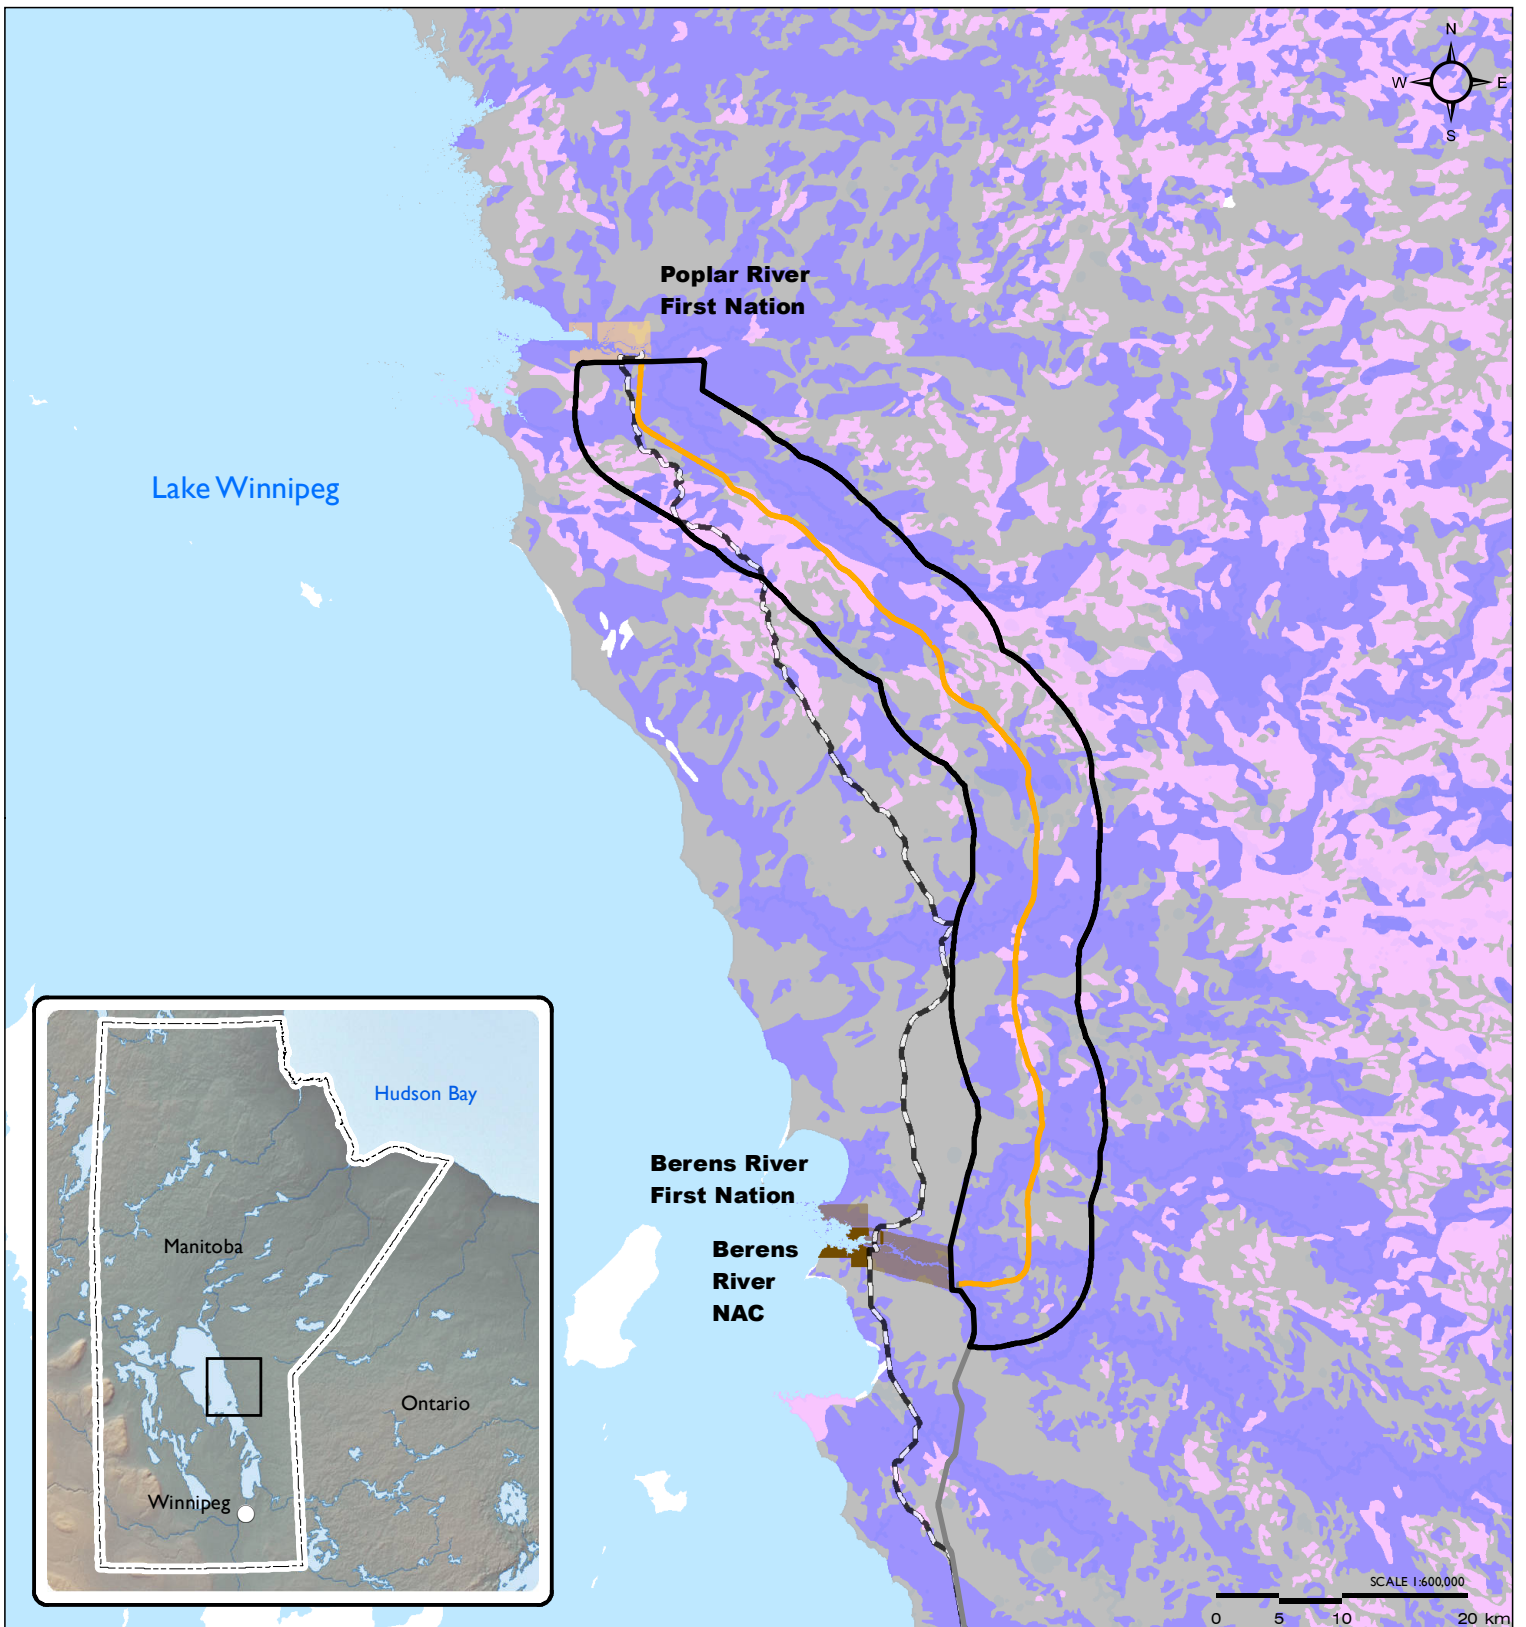 N
W E
S
Poplar River
First Nation
Lake Winnipeg
Hudson Bay
Berens River
First Nation
Manitoba
Berens
River
NAC
Ontario
Winnipeg
SCALE 1:600,000
0 5 10 20 km